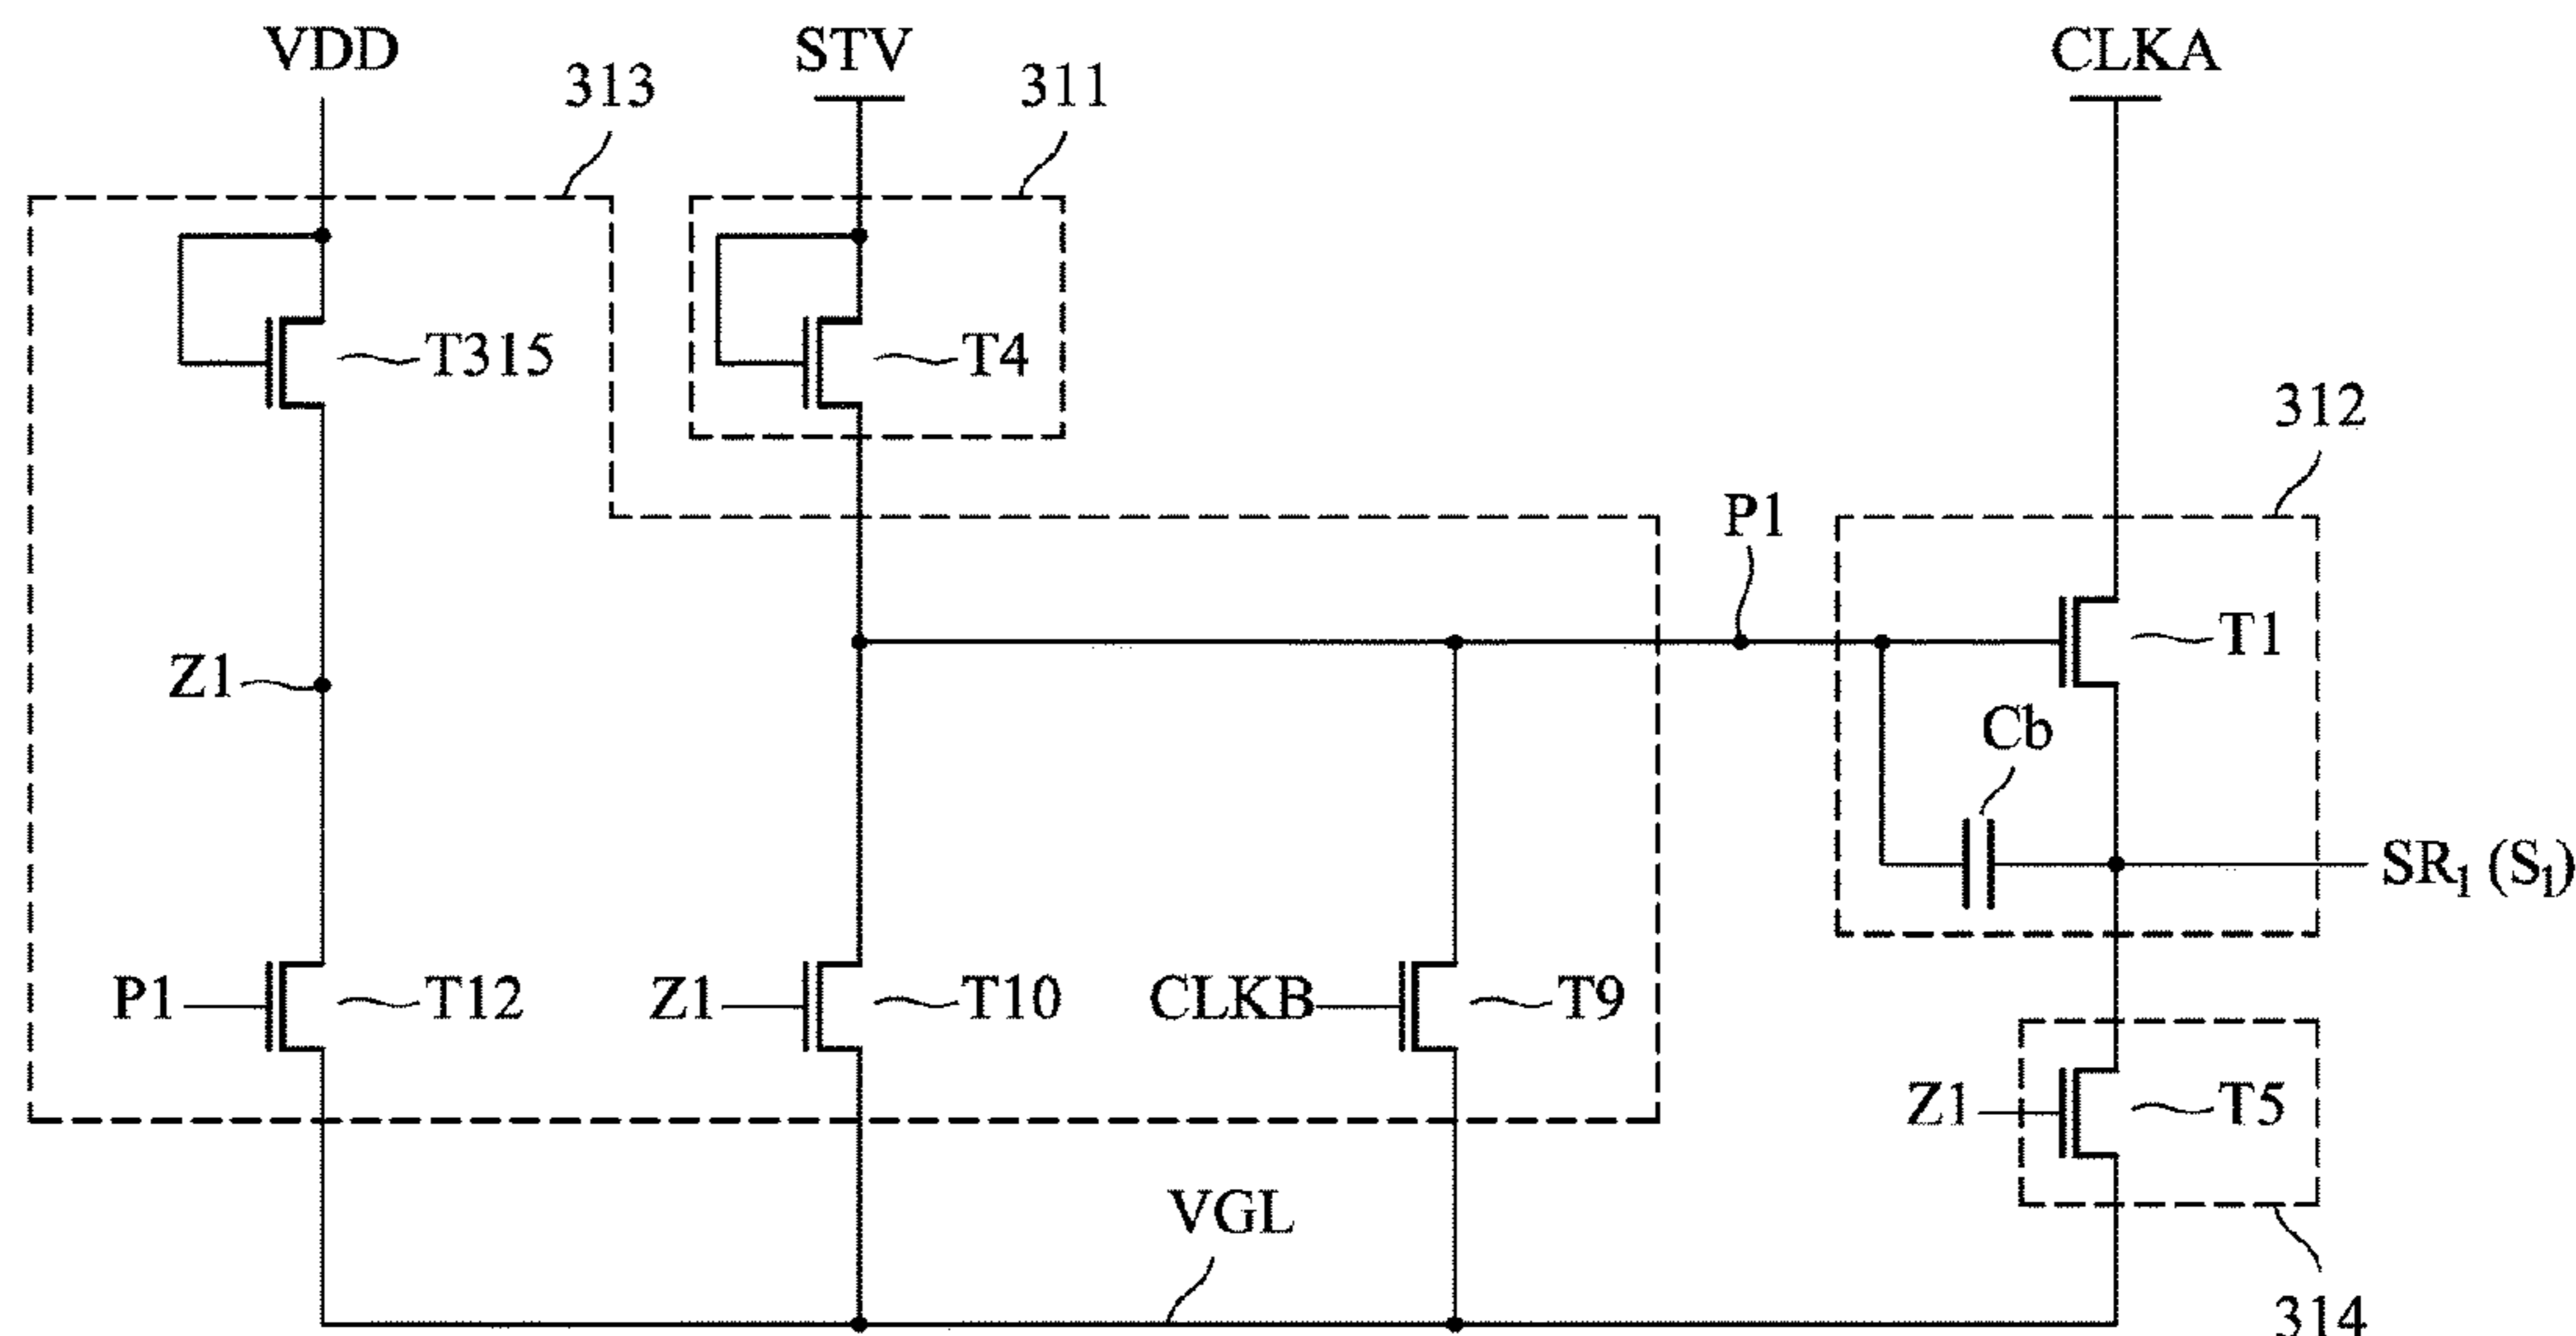 VDD
STV
CLKA
313
311
T315
T4
312
P1
T1
Z1
Cb
SR1 (S1)
P1
T12
Z1
T10
CLKB
T9
Z1
T5
VGL
314